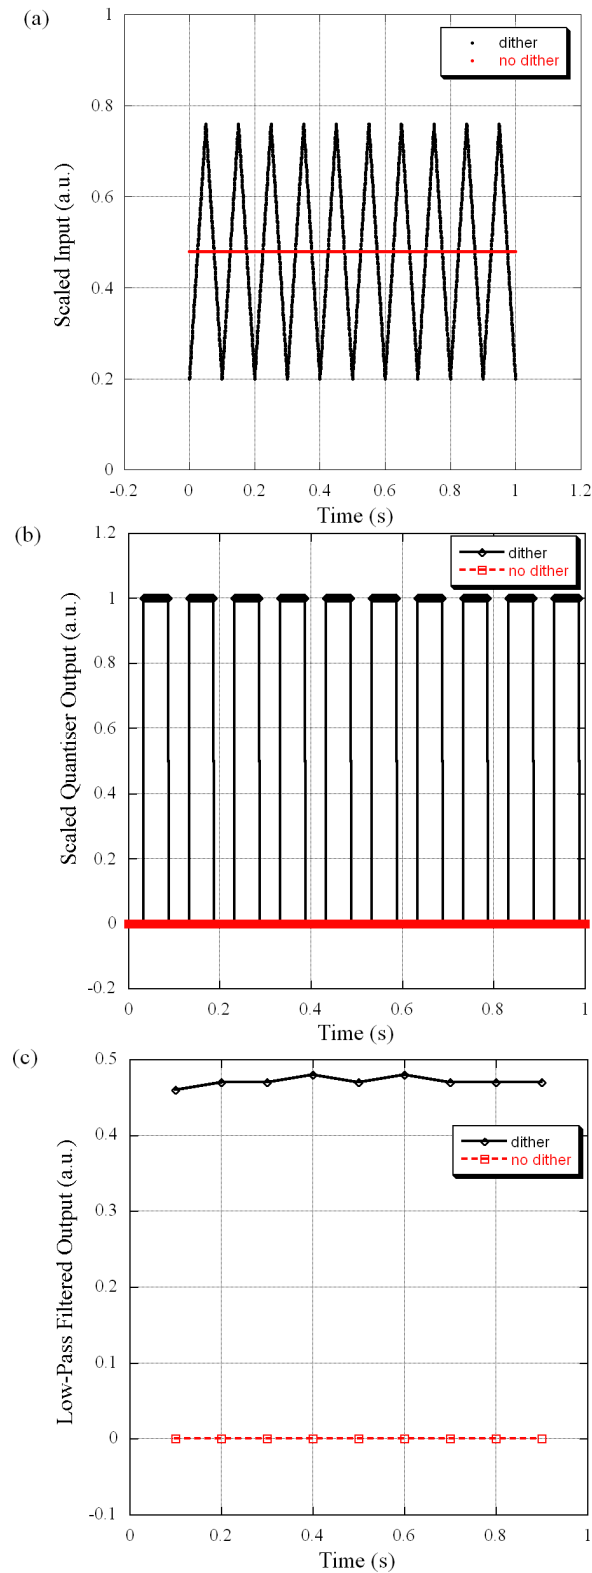 (a)
dither
no dither
1
0.8
0.6
0.4
0.2
0
Scaled Input (a.u.)
-0.2
0
0.2
0.4
0.6
0.8
1
1.2
Time (s)
(b)
dither
no dither
1.2
1
0.8
0.6
0.4
0.2
0
-0.2
Scaled Quantiser Output (a.u.)
0
0.2
0.4
0.6
0.8
1
Time (s)
(c)
dither
no dither
0.5
0.4
0.3
0.2
0.1
0
-0.1
Low-Pass Filtered Output (a.u.)
0
0.2
0.4
0.6
0.8
1
Time (s)